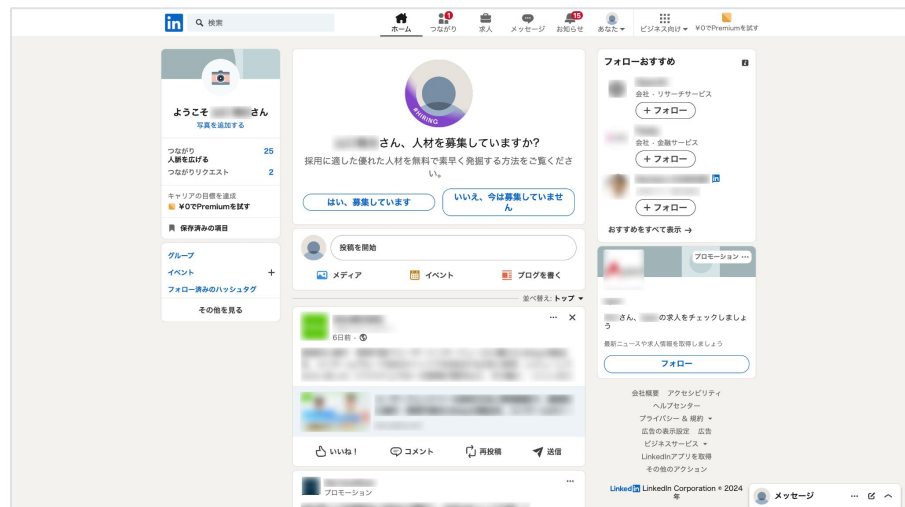 in
検索
ホーム
1
つながり
求人
メッセージ
15
お知らせ
あなた
ビジネス向け
¥0でPremiumを試す
ようこそ さん
写真を追加する
つながり 25
人脈を広げる
つながりリクエスト 2
キャリアの目標を達成
¥0でPremiumを試す
保存済みの項目
グループ
イベント +
フォロー済みのハッシュタグ
その他を見る
#HIRING
さん、人材を募集していますか?
採用に適した優れた人材を無料で素早く発掘する方法をご覧くださ
い。
はい、募集しています
いいえ、今は募集していませ
ん
投稿を開始
メディア
イベント
ブログを書く
並べ替え: トップ
6日前 •
いいね！
コメント
再投稿
送信
プロモーション
フォローおすすめ
会社・リサーチサービス
+ フォロー
会社・金融サービス
+ フォロー
in
+ フォロー
おすすめをすべて表示 →
プロモーション …
さん、 の求人をチェックしましょ
う
最新ニュースや求人情報を取得しましょう
フォロー
会社概要 アクセシビリティ
ヘルプセンター
プライバシー & 規約
広告の表示設定 広告
ビジネスサービス
LinkedInアプリを取得
その他のアクション
Linkedin LinkedIn Corporation © 2024
年
メッセージ